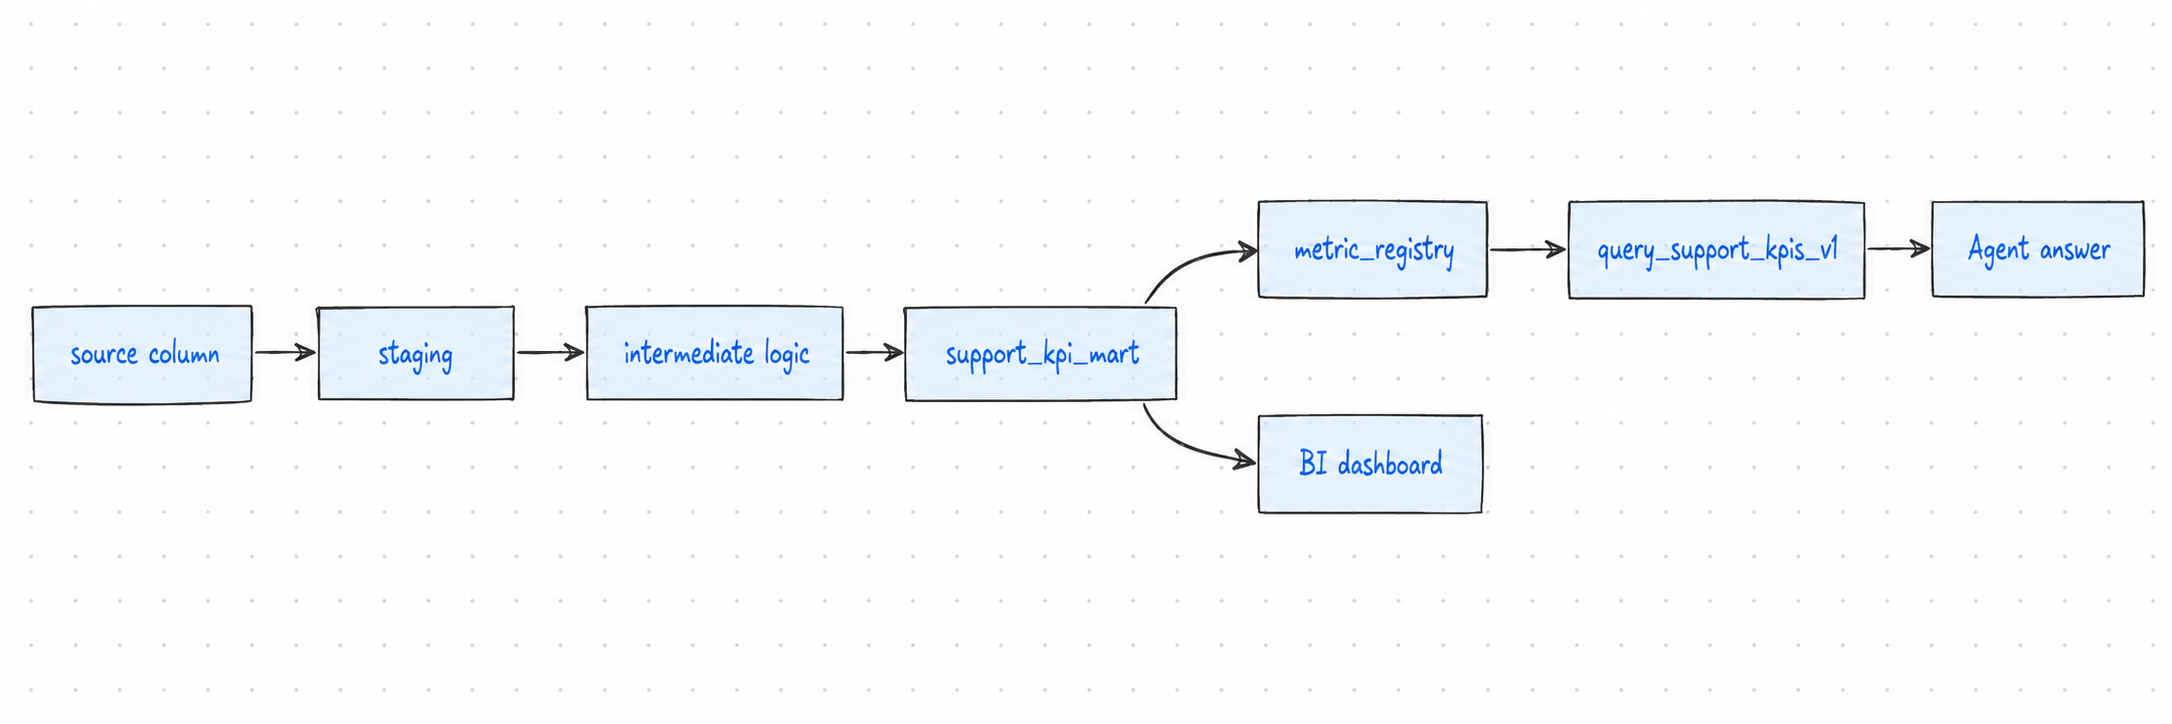 source column
staging
intermediate logic
support_kpi_mart
metric_registry
query_support_kpis_v1
Agent answer
BI dashboard